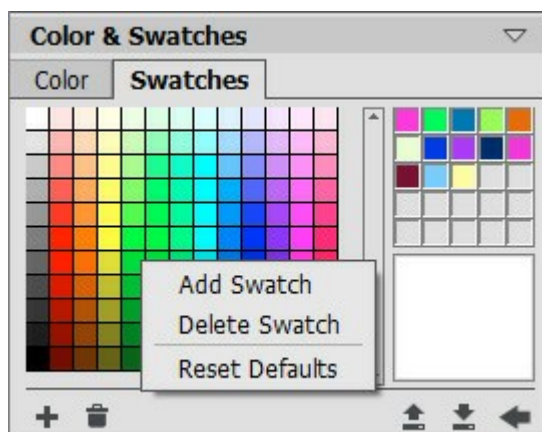 Color & Swatches
Color
Swatches
Add Swatch
Delete Swatch
Reset Defaults